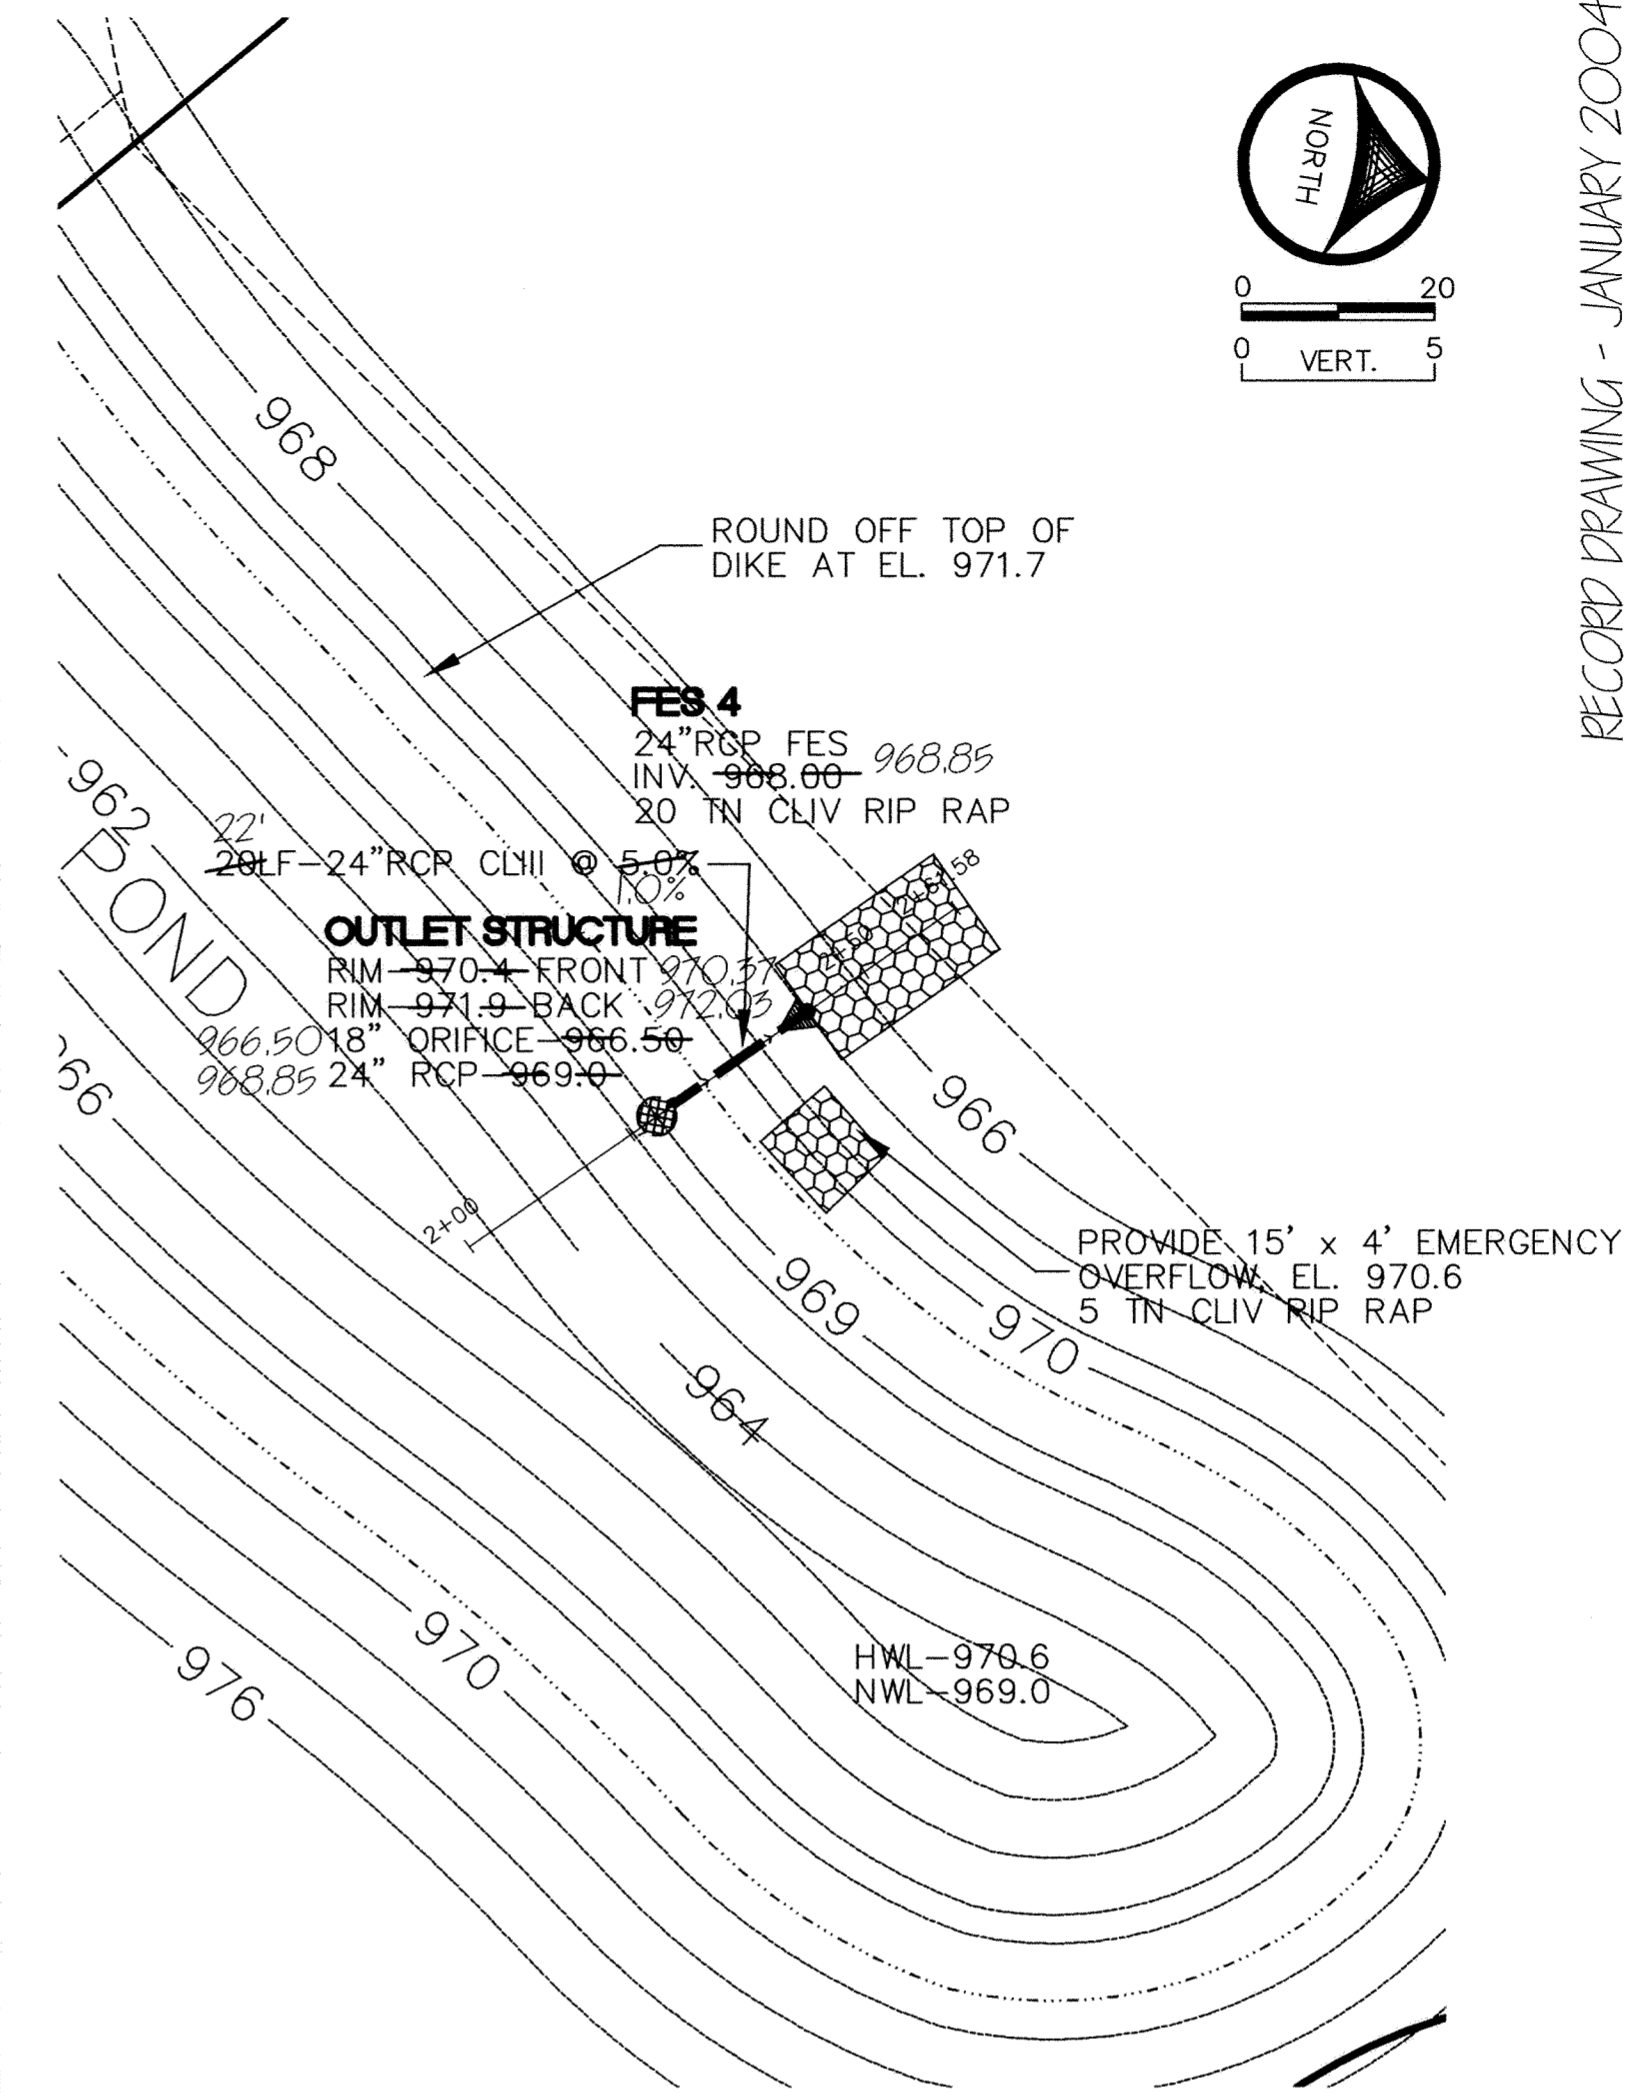 RECORD DRAWING - JANUARY 2004
NORTH
0 20
0 VERT. 5
968
ROUND OFF TOP OF
DIKE AT EL. 971.7
FES 4
24"RCP FES
INV. 968.00 968.85
20 TN CLIV RIP RAP
962
POND
22'
20LF-24"RCP CLIII @ 5.0%
1.0%
OUTLET STRUCTURE
RIM 970.4 FRONT 970.37
RIM 971.9 BACK 972.03
966.50 18" ORIFICE 966.50
968.85 24" RCP 969.0
2+50
966
966
2+00
PROVIDE 15' x 4' EMERGENCY
OVERFLOW, EL. 970.6
5 TN CLIV RIP RAP
969
970
964
HWL-970.6
NWL-969.0
970
976